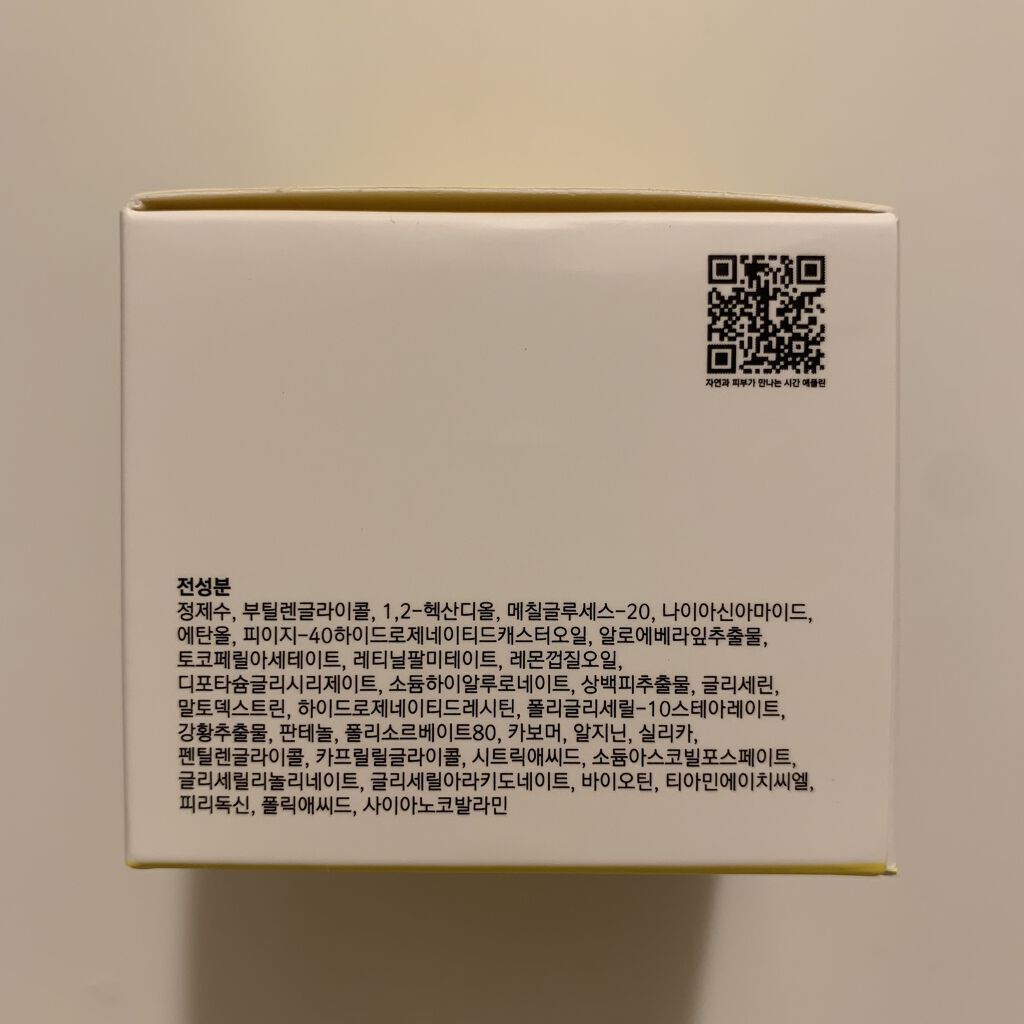 자연과 피부가 만나는 시간 애플린
전성분
정제수, 부틸렌글라이콜, 1,2-헥산디올, 메칠글루세스-20, 나이아신아마이드,
에탄올, 피이지-40하이드로제네이티드캐스터오일, 알로에베라잎추출물,
토코페릴아세테이트, 레티닐팔미테이트, 레몬껍질오일,
디포타슘글리시리제이트, 소듐하이알루로네이트, 상백피추출물, 글리세린,
말토덱스트린, 하이드로제네이티드레시틴, 폴리글리세릴-10스테아레이트,
강황추출물, 판테놀, 폴리소르베이트80, 카보머, 알지닌, 실리카,
펜틸렌글라이콜, 카프릴릴글라이콜, 시트릭애씨드, 소듐아스코빌포스페이트,
글리세릴리놀리네이트, 글리세릴아라키도네이트, 바이오틴, 티아민에이치씨엘,
피리독신, 폴릭애씨드, 사이아노코발라민